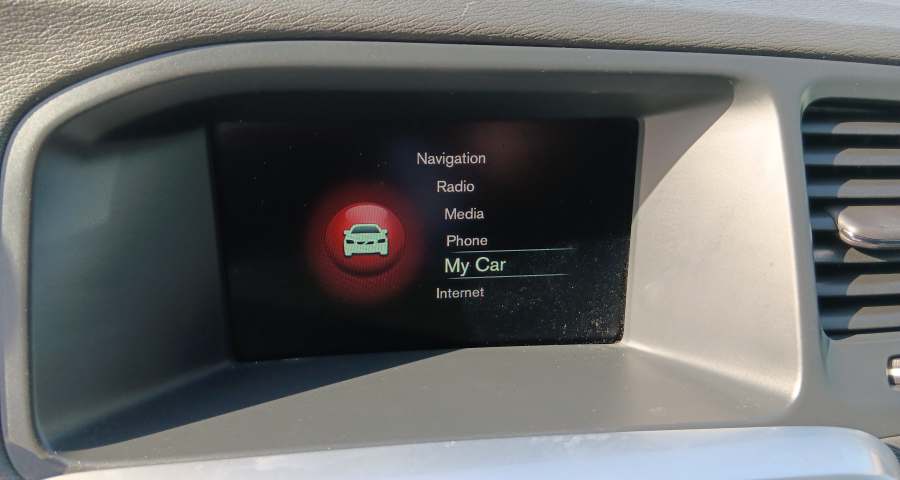 Navigation
Radio
Media
Phone
My Car
Internet